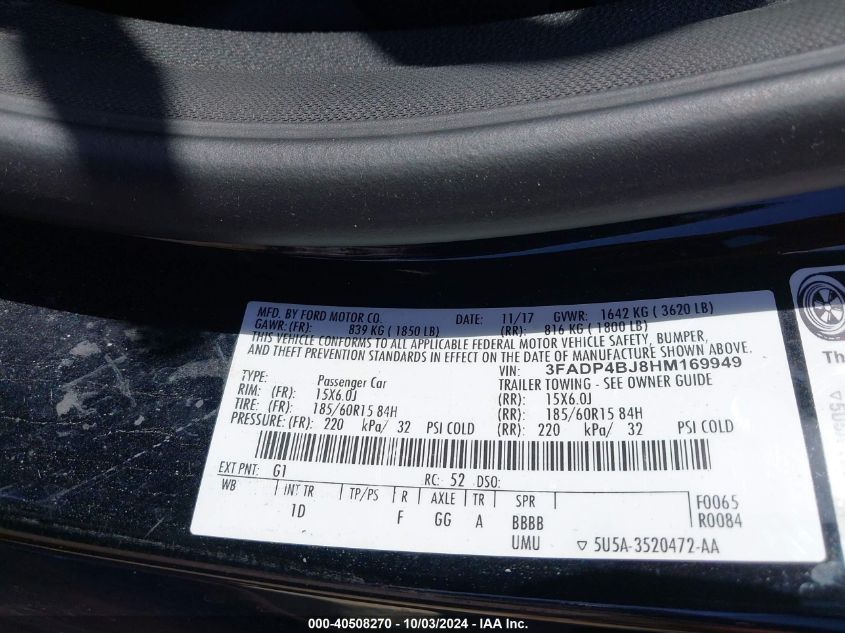 MFD. BY FORD MOTOR CO. DATE: 11/17 GVWR: 1642 KG ( 3620 LB)
GAWR: (FR): 839 KG ( 1850 LB) (RR): 816 KG ( 1800 LB)
THIS VEHICLE CONFORMS TO ALL APPLICABLE FEDERAL MOTOR VEHICLE SAFETY, BUMPER,
AND THEFT PREVENTION STANDARDS IN EFFECT ON THE DATE OF MANUFACTURE SHOWN ABOVE.
VIN: 3FADP4BJ8HM169949
TYPE: Passenger Car TRAILER TOWING - SEE OWNER GUIDE
RIM: (FR): 15X6.0J (RR): 15X6.0J
TIRE: (FR): 185/60R15 84H (RR): 185/60R15 84H
PRESSURE: (FR): 220 kPa/ 32 PSI COLD (RR): 220 kPa/ 32 PSI COLD
EXT PNT: G1 RC: 52 DSO:
WB INT TR TP/PS R AXLE TR SPR F0065
1D F GG A BBBB R0084
UMU ▽ 5U5A-3520472-AA
Th
000-40508270 - 10/03/2024 - IAAI Inc.